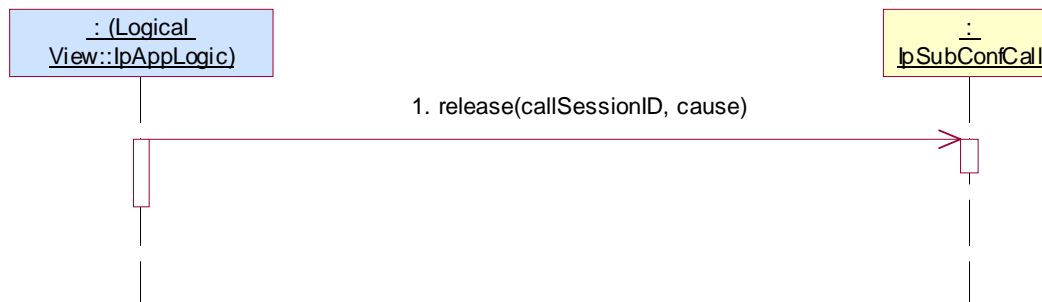 : (Logical
View::IpAppLogic)
:
IpSubConfCall
1. release(callSessionID, cause)